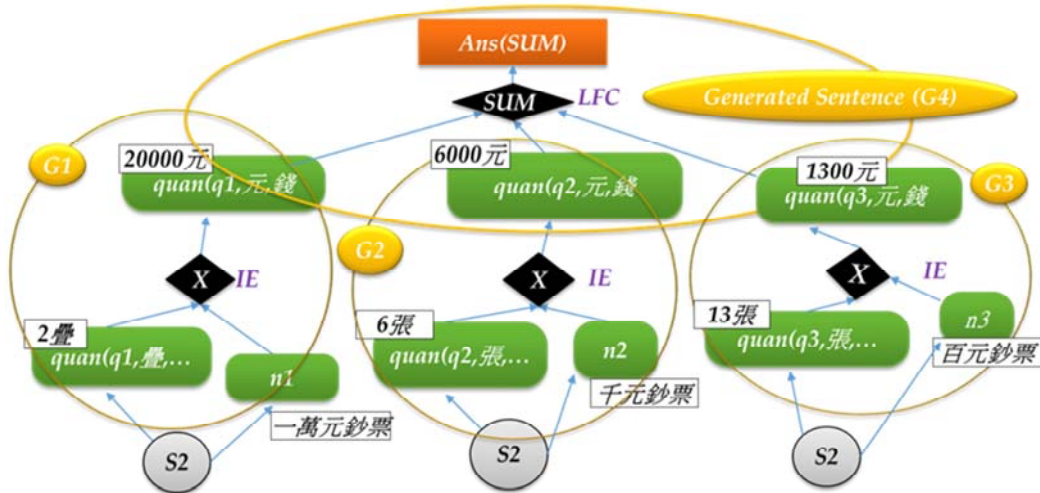 Ans(SUM)
SUM
LFC
Generated Sentence (G4)
G1
20000元
quan(q1,元,錢
6000元
quan(q2,元,錢
1300元
quan(q3,元,錢
G3
G2
X
IE
X
IE
X
IE
2疊
quan(q1,疊,...
n1
一萬元鈔票
6張
quan(q2,張,...
n2
千元鈔票
13張
quan(q3,張,...
n3
百元鈔票
S2
S2
S2